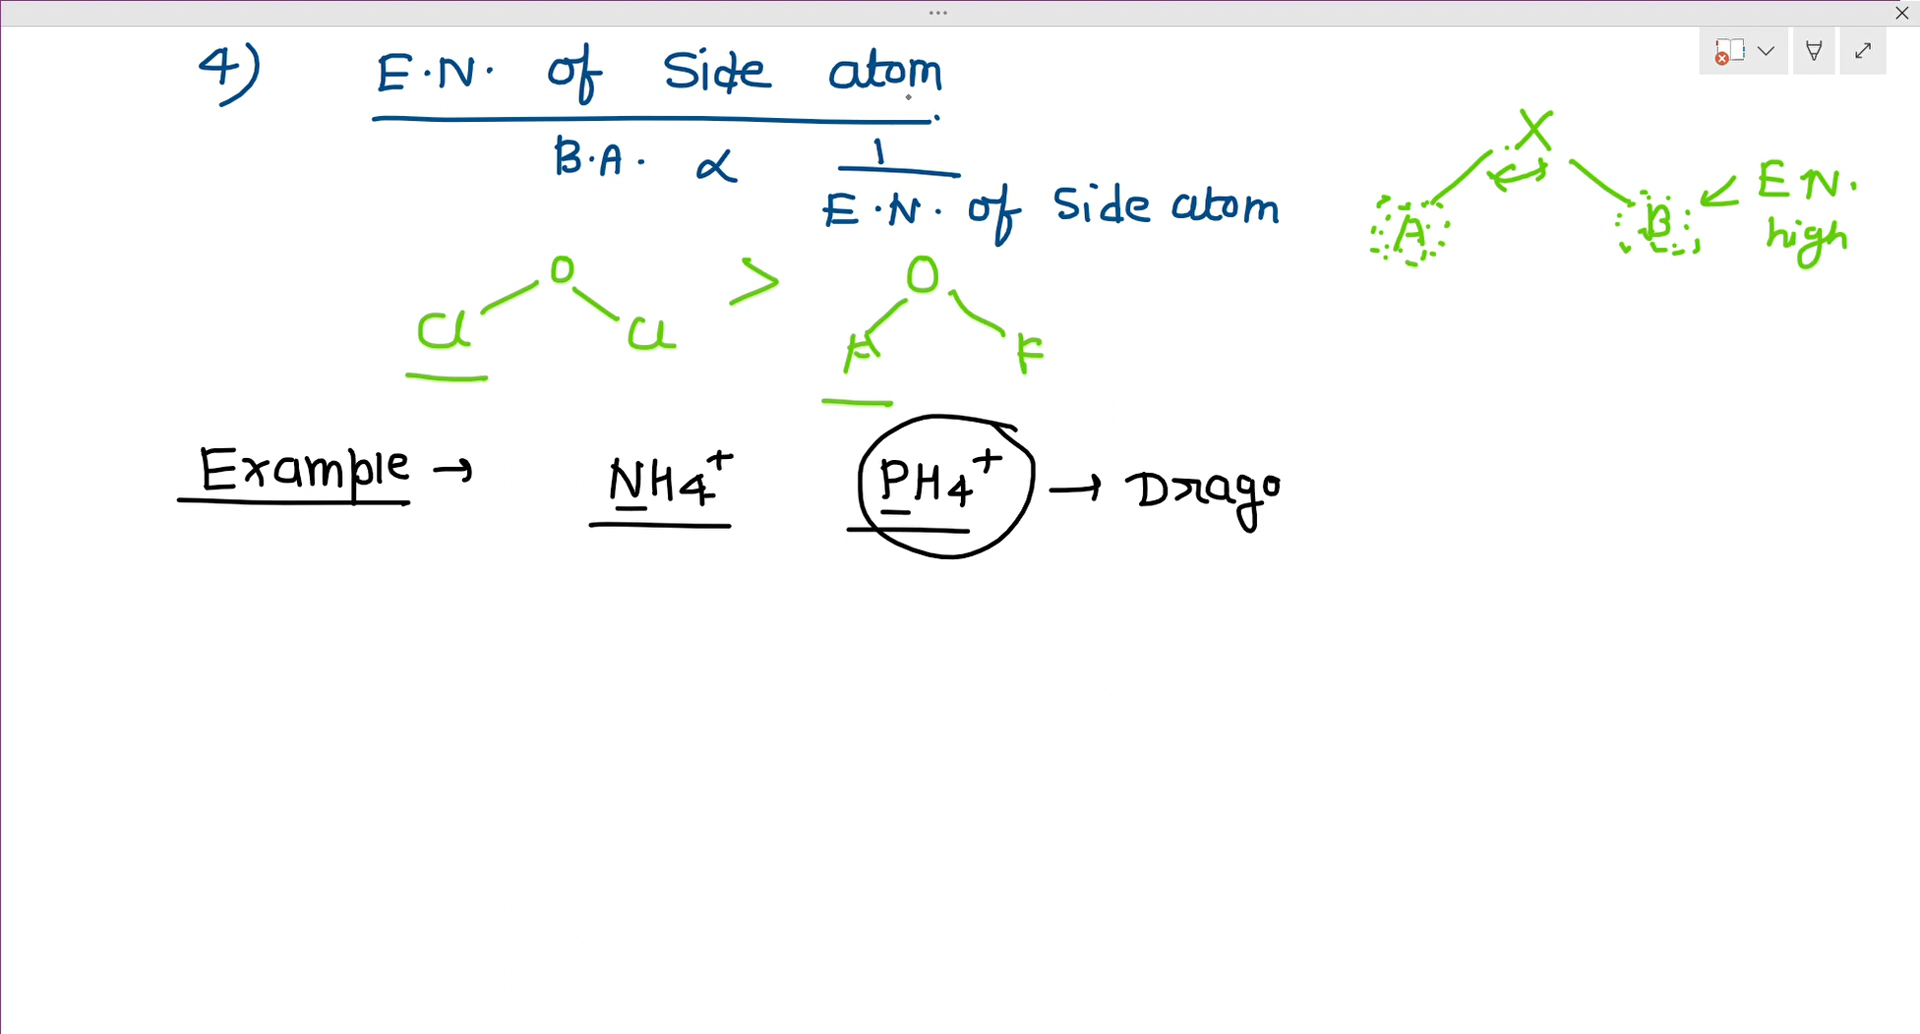 4) E.N. of Side atom
B.A. ∝ 1 / E.N. of Side atom
X
A B ← E N. high
O > O
Cl Cl F F
Example → NH4+ PH4+ → Drago